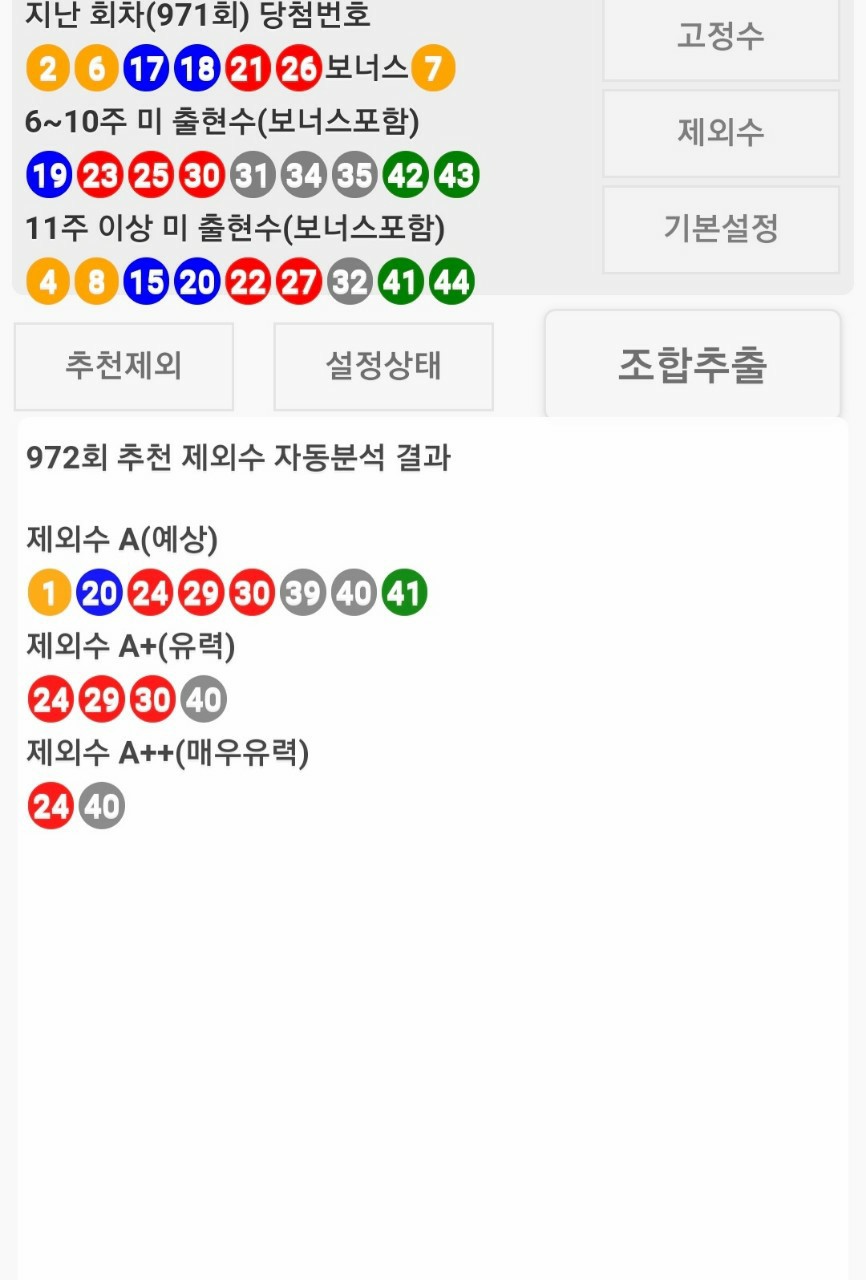 지난 회차(971회) 당첨번호
2 6 17 18 21 26 보너스 7
6~10주 미 출현수(보너스포함)
19 23 25 30 31 34 35 42 43
11주 이상 미 출현수(보너스포함)
4 8 15 20 22 27 32 41 44
고정수
제외수
기본설정
추천제외
설정상태
조합추출
972회 추천 제외수 자동분석 결과
제외수 A(예상)
1 20 24 29 30 39 40 41
제외수 A+(유력)
24 29 30 40
제외수 A++(매우유력)
24 40